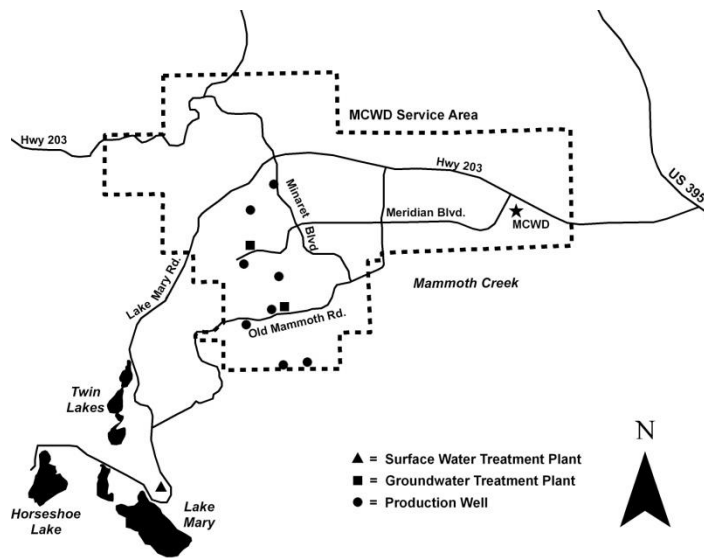 MCWD Service Area
Hwy 203
Hwy 203
US 395
Minaret Blvd.
Meridian Blvd.
MCWD
Lake Mary Rd.
Mammoth Creek
Old Mammoth Rd.
Twin
Lakes
N
▲ = Surface Water Treatment Plant
■ = Groundwater Treatment Plant
● = Production Well
Horseshoe
Lake
Lake
Mary